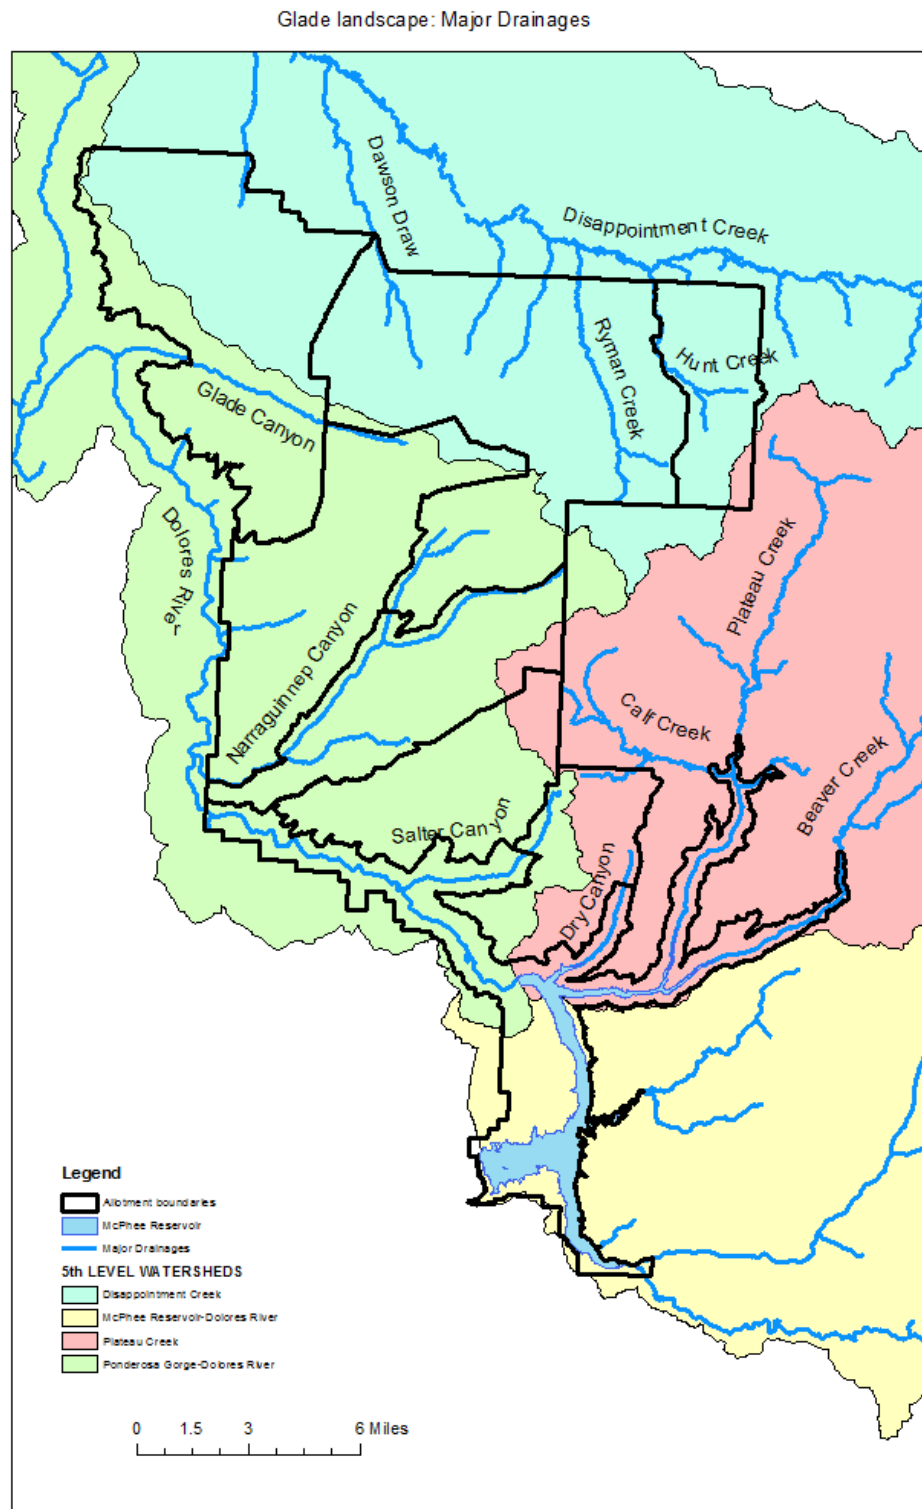 Glade landscape: Major Drainages
Dawson Draw
Disappointment Creek
Ryman Creek
Hunt Creek
Glade Canyon
Dolores River
Plateau Creek
Narraguinnep Canyon
Calf Creek
Beaver Creek
Salter Canyon
Dry Canyon
Legend
Allotment boundaries
McPhee Reservoir
Major Drainages
5th LEVEL WATERSHEDS
Disappointment Creek
McPhee Reservoir-Dolores River
Plateau Creek
Ponderosa Gorge-Dolores River
0 1.5 3 6 Miles